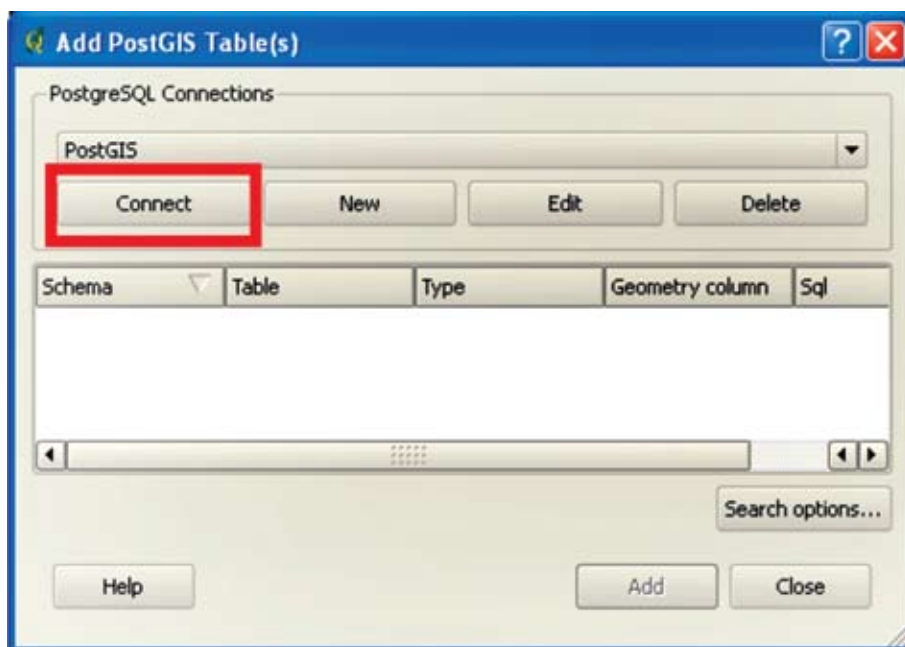 Add PostGIS Table(s)
PostgreSQL Connections
PostGIS
Connect New Edit Delete
Schema Table Type Geometry column Sql
Search options...
Help Add Close